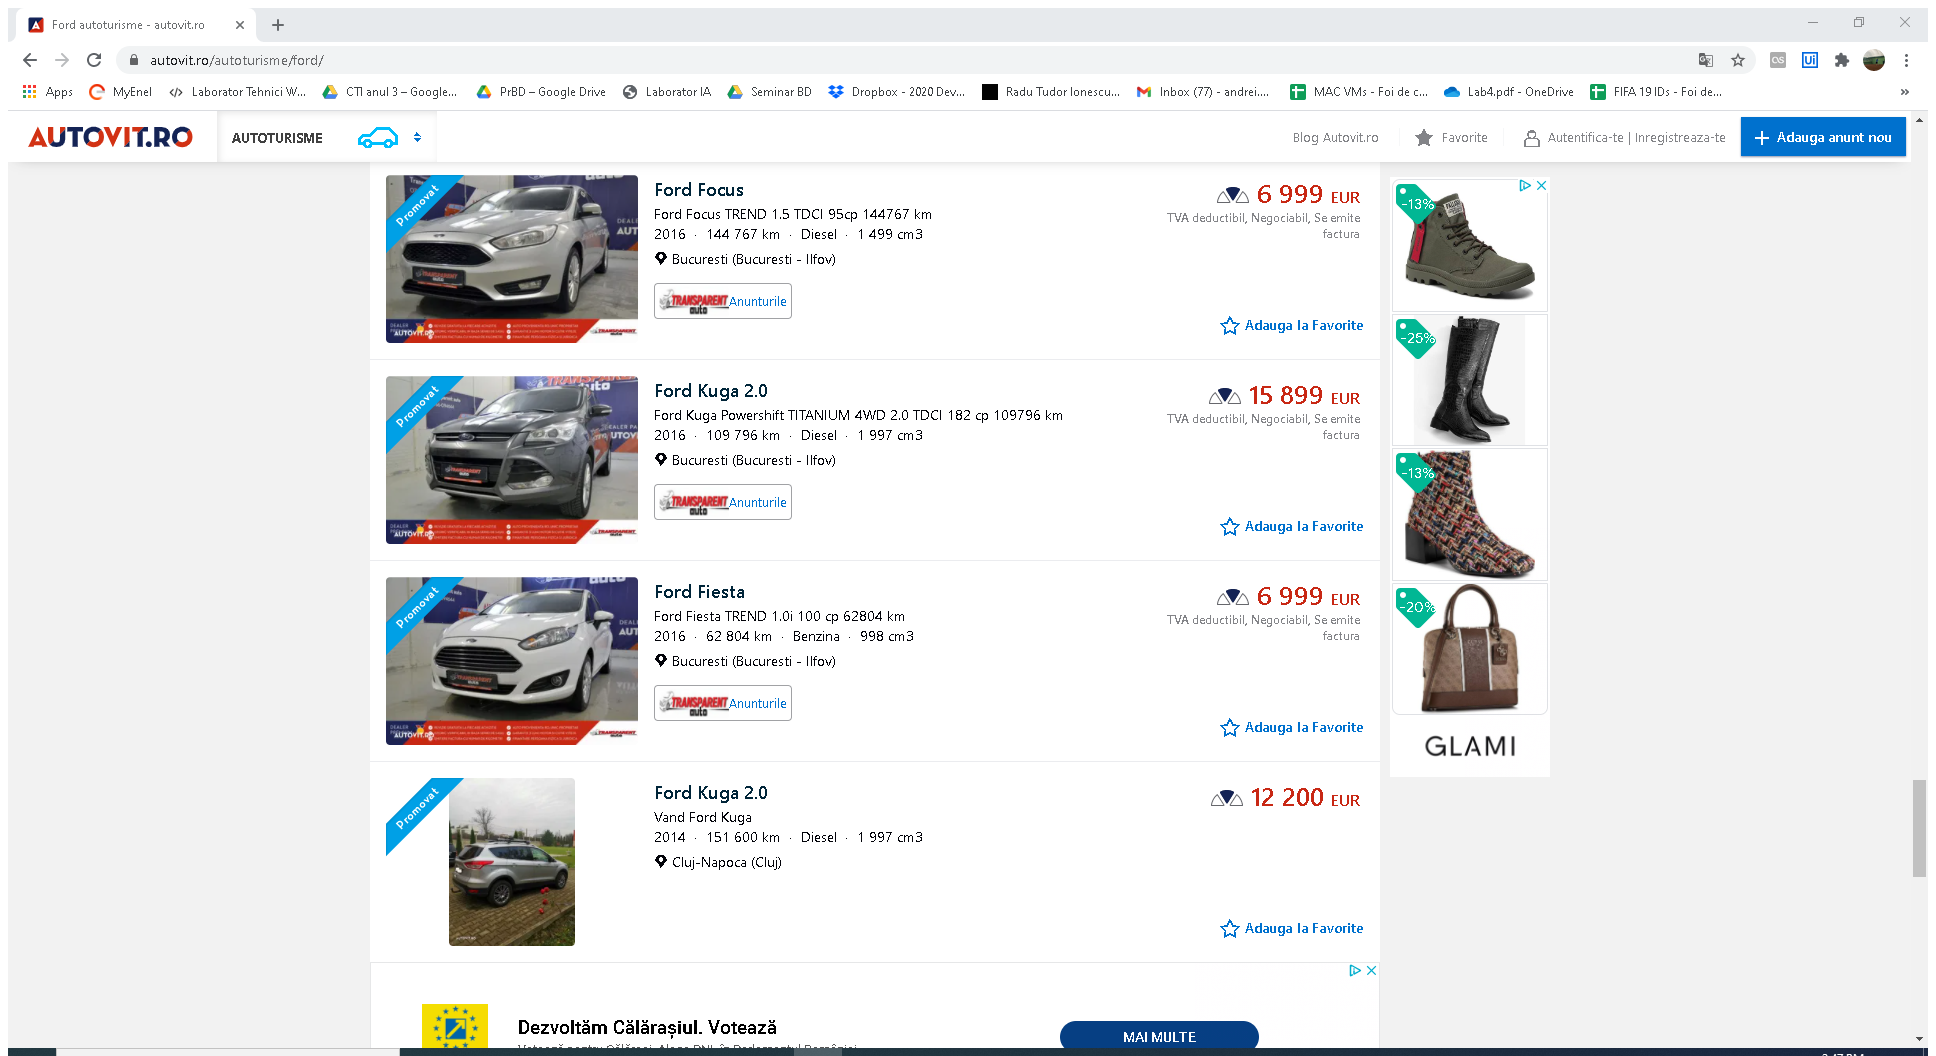 Ford autoturisme - autovit.ro
autovit.ro/autoturisme/ford/
Apps
MyEnel
Laborator Tehnici W...
CTI anul 3 – Google...
PrBD – Google Drive
Laborator IA
Seminar BD
Dropbox - 2020 Dev...
Radu Tudor Ionescu...
Inbox (77) - andrei....
MAC VMs - Foi de c...
Lab4.pdf - OneDrive
FIFA 19 IDs - Foi de...
»
AUTOVIT.RO
AUTOTURISME
Blog Autovit.ro
Favorite
Autentifica-te | Inregistreaza-te
Adauga anunt nou
Promovat
Ford Focus
Ford Focus TREND 1.5 TDCI 95cp 144767 km
2016 · 144 767 km · Diesel · 1 499 cm3
Bucuresti (Bucuresti - Ilfov)
TRANSPARENT auto Anunturile
6 999 EUR
TVA deductibil, Negociabil, Se emite
factura
Adauga la Favorite
Promovat
Ford Kuga 2.0
Ford Kuga Powershift TITANIUM 4WD 2.0 TDCI 182 cp 109796 km
2016 · 109 796 km · Diesel · 1 997 cm3
Bucuresti (Bucuresti - Ilfov)
TRANSPARENT auto Anunturile
15 899 EUR
TVA deductibil, Negociabil, Se emite
factura
Adauga la Favorite
Promovat
Ford Fiesta
Ford Fiesta TREND 1.0i 100 cp 62804 km
2016 · 62 804 km · Benzina · 998 cm3
Bucuresti (Bucuresti - Ilfov)
TRANSPARENT auto Anunturile
6 999 EUR
TVA deductibil, Negociabil, Se emite
factura
Adauga la Favorite
Promovat
Ford Kuga 2.0
Vand Ford Kuga
2014 · 151 600 km · Diesel · 1 997 cm3
Cluj-Napoca (Cluj)
12 200 EUR
Adauga la Favorite
-13%
-25%
-13%
-20%
GLAMI
Dezvoltăm Călărașiul. Votează
MAI MULTE